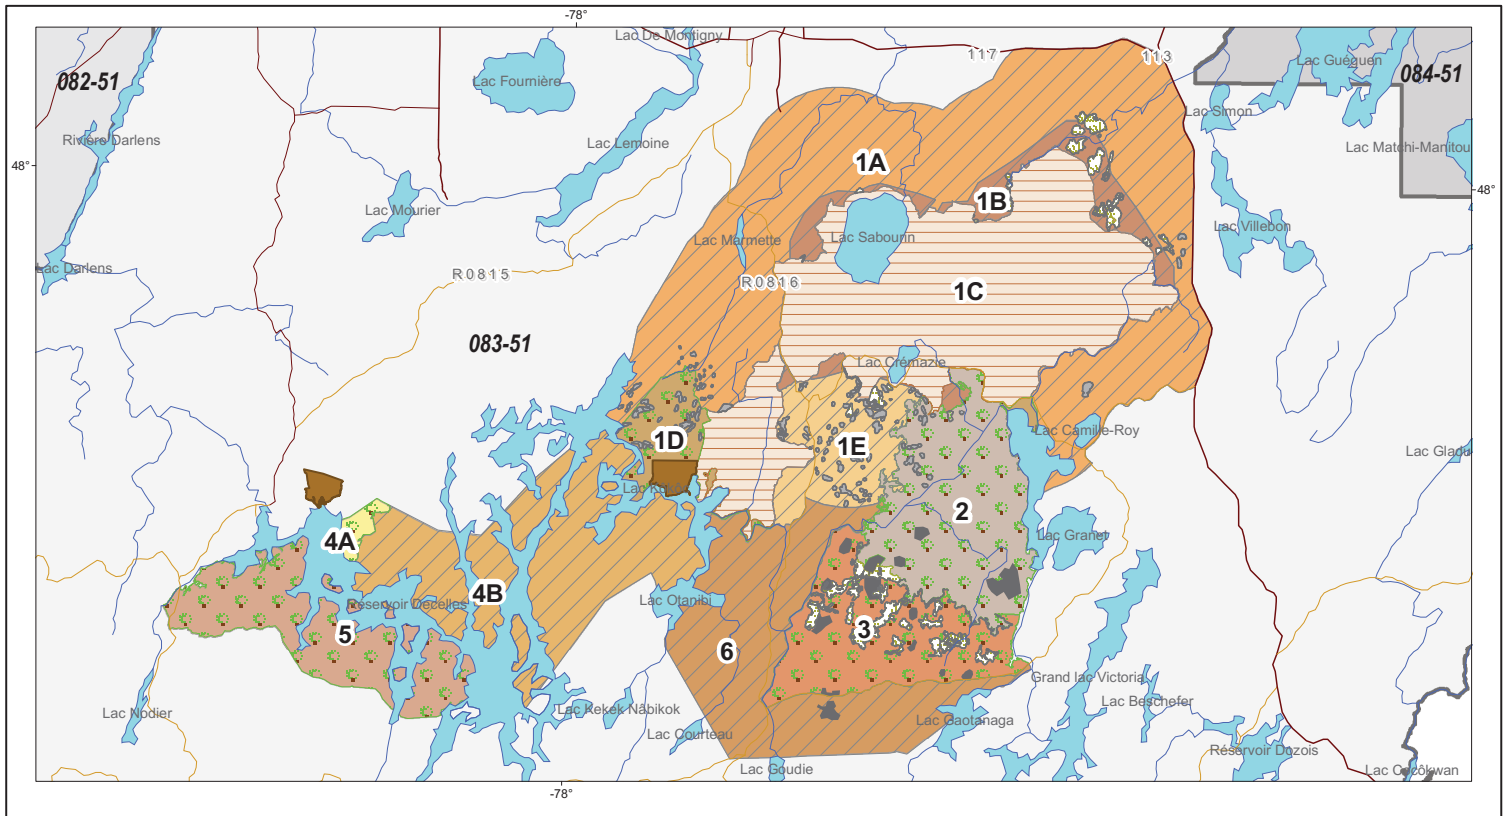 -78°
Lac De Montigny
117
113
Lac Guéguen
082-51
Lac Fournière
084-51
Lac Simon
Rivière Darlens
Lac Lemoine
Lac Matchi-Manitou
48°
1A
48°
1B
Lac Mourier
Lac Villebon
Lac Marmette
Lac Sabourin
Lac Darlens
R0815
R0816
1C
083-51
Lac Crémazie
Lac Camille-Roy
1D
1E
Lac Gladu
2
4A
Lac Granet
4B
Réservoir Decelles
Lac Otanibi
5
3
6
Grand lac Victoria
Lac Beschefer
Lac Nodier
Lac Kekek Nâbikok
Lac Gaotanaga
Lac Courteau
Réservoir Dozois
Lac Goudie
Lac Cocôkwan
-78°